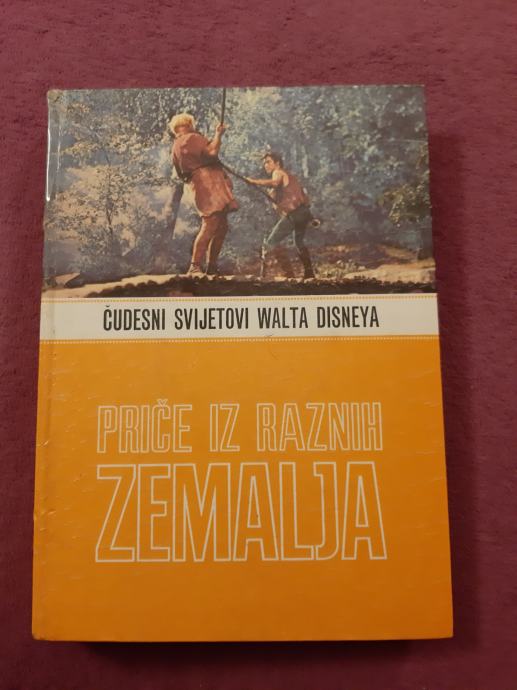 ČUDESNI SVIJETOVI WALTA DISNEYA
PRIČE IZ RAZNIH
ZEMALJA